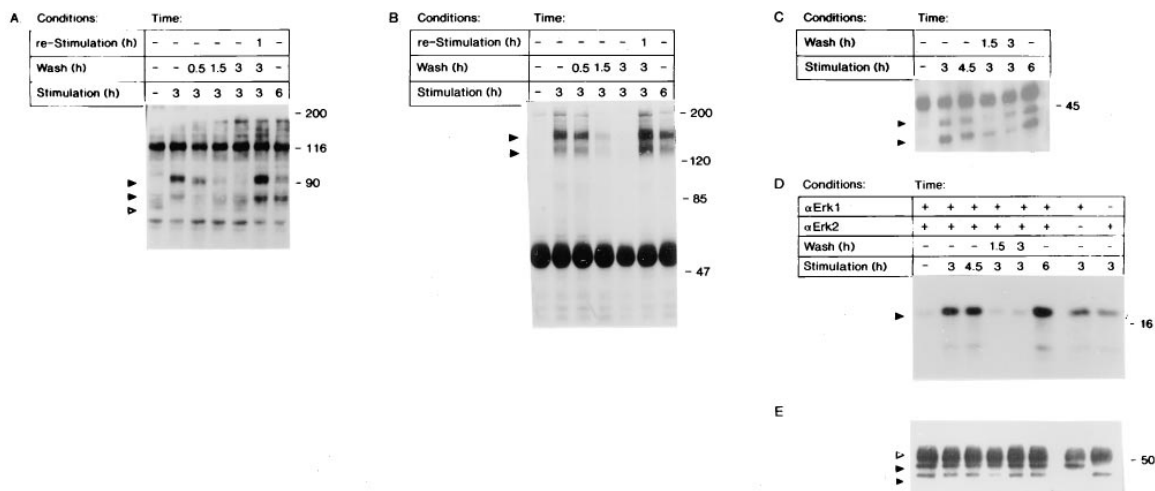 A Conditions: Time:
re-Stimulation (h) - - - - - 1 -
Wash (h) - - 0.5 1.5 3 3 -
Stimulation (h) - 3 3 3 3 3 6
- 200
- 116
- 90
B Conditions: Time:
re-Stimulation (h) - - - - - 1 -
Wash (h) - - 0.5 1.5 3 3 -
Stimulation (h) - 3 3 3 3 3 6
- 200
- 120
- 85
- 47
C Conditions: Time:
Wash (h) - - - 1.5 3 -
Stimulation (h) - 3 4.5 3 3 6
- 45
D Conditions: Time:
αErk1 + + + + + + + -
αErk2 + + + + + + - +
Wash (h) - - - 1.5 3 - - -
Stimulation (h) - 3 4.5 3 3 6 3 3
- 16
E
- 50